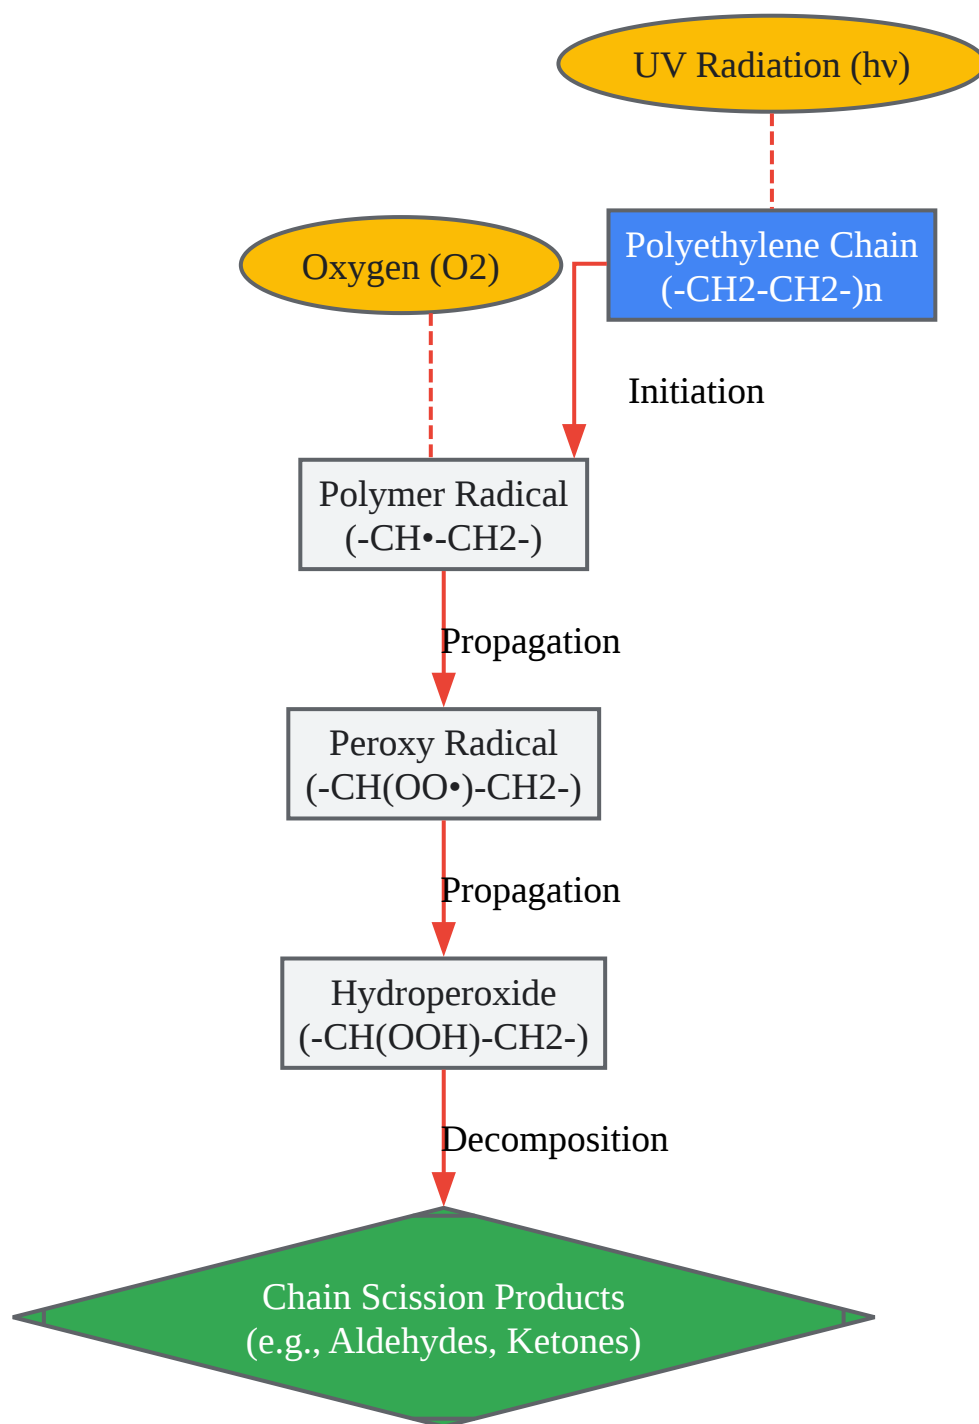 UV Radiation (hν)
Polyethylene Chain
(-CH2-CH2-)n
Oxygen (O2)
Initiation
Polymer Radical
(-CH•-CH2-)
Propagation
Peroxy Radical
(-CH(OO•)-CH2-)
Propagation
Hydroperoxide
(-CH(OOH)-CH2-)
Decomposition
Chain Scission Products
(e.g., Aldehydes, Ketones)